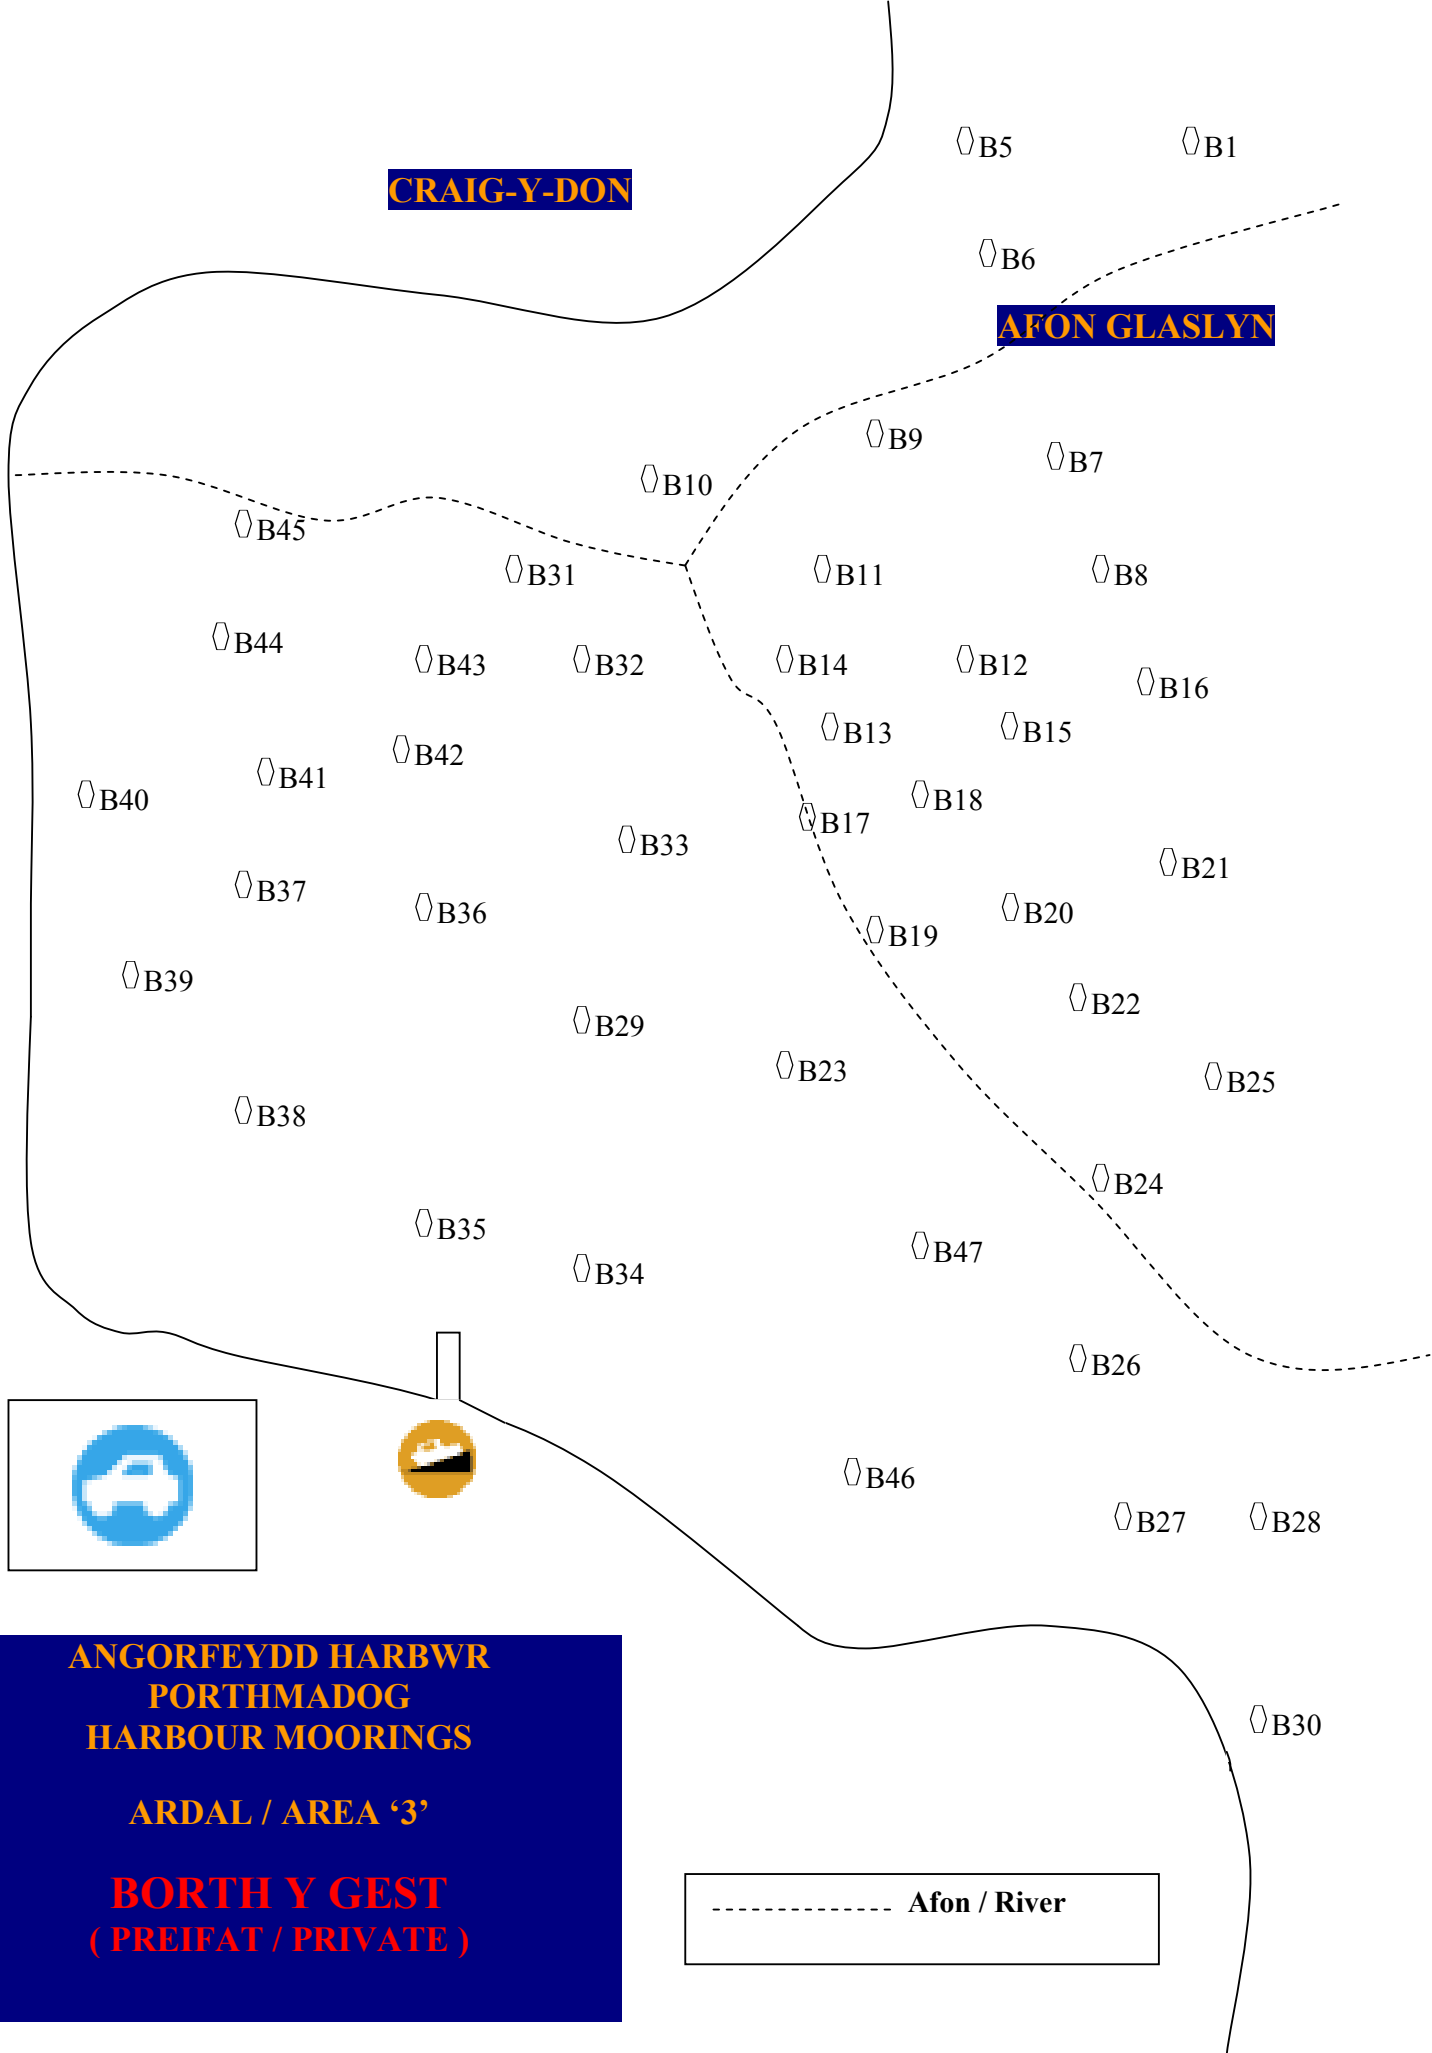 B5
B1
CRAIG-Y-DON
B6
AFON GLASLYN
B9
B7
B10
B45
B31
B11
B8
B44
B43
B32
B14
B12
B16
B13
B15
B42
B41
B40
B18
B17
B33
B21
B37
B36
B20
B19
B39
B22
B29
B23
B25
B38
B24
B35
B47
B34
B26
B46
B27
B28
B30
ANGORFEYDD HARBWR
PORTHMADOG
HARBOUR MOORINGS
ARDAL / AREA ‘3’
BORTH Y GEST
( PREIFAT / PRIVATE )
Afon / River